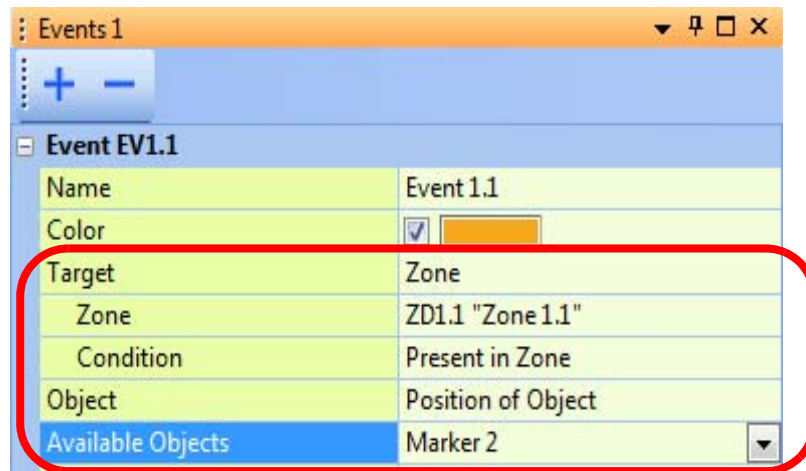 Events 1
Event EV1.1
Name Event 1.1
Color
Target Zone
Zone ZD1.1 "Zone 1.1"
Condition Present in Zone
Object Position of Object
Available Objects Marker 2